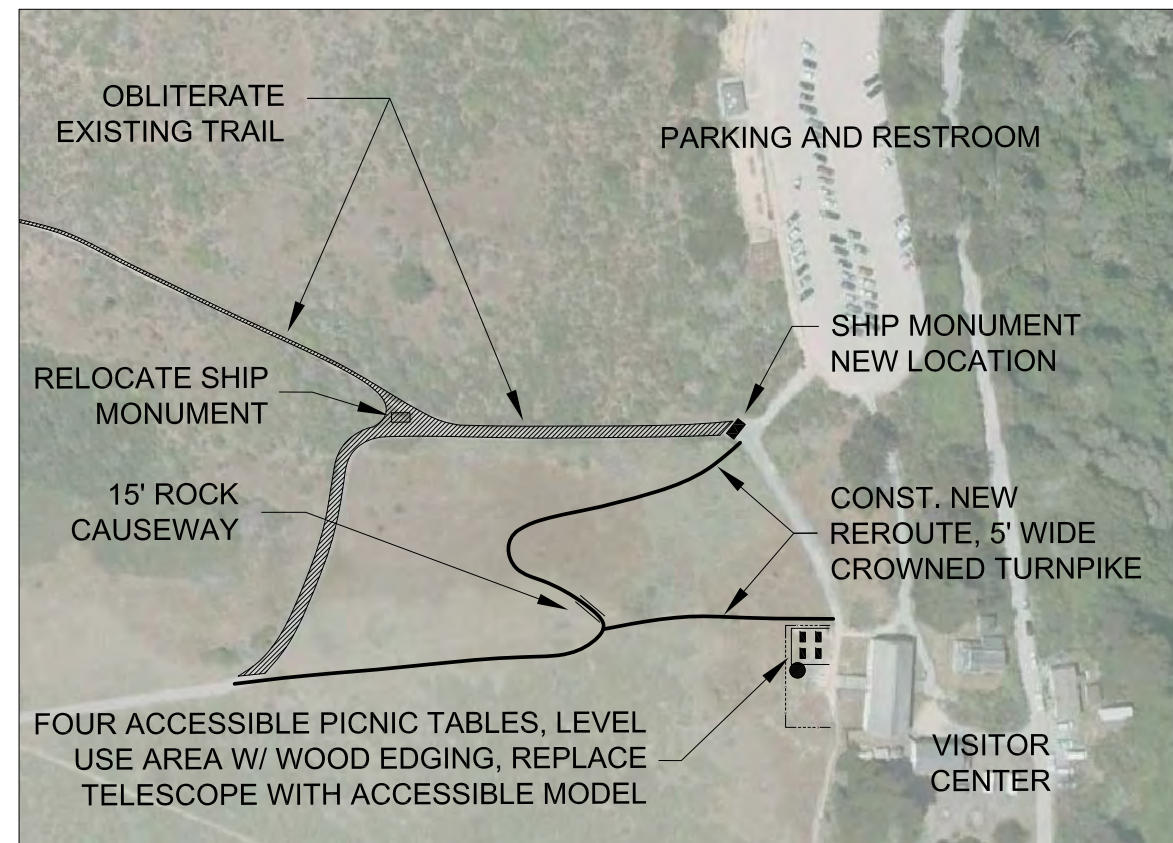 OBLITERATE
EXISTING TRAIL
PARKING AND RESTROOM
SHIP MONUMENT
NEW LOCATION
RELOCATE SHIP
MONUMENT
15' ROCK
CAUSEWAY
CONST. NEW
REROUTE, 5' WIDE
CROWNED TURNPIKE
FOUR ACCESSIBLE PICNIC TABLES, LEVEL
USE AREA W/ WOOD EDGING, REPLACE
TELESCOPE WITH ACCESSIBLE MODEL
VISITOR
CENTER